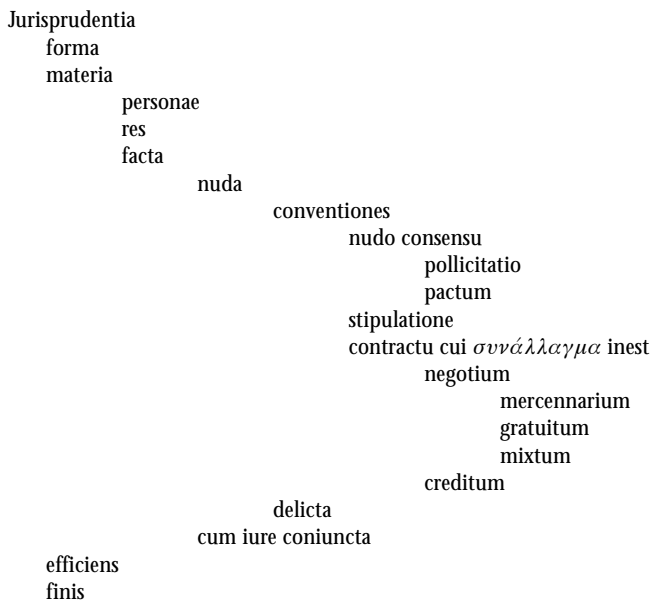 Jurisprudentia
forma
materia
personae
res
facta
nuda
conventiones
nudo consensu
pollicitatio
pactum
stipulatione
contractu cui συνάλλαγμα inest
negotium
mercennarium
gratuitum
mixtum
creditum
delicta
cum iure coniuncta
efficiens
finis